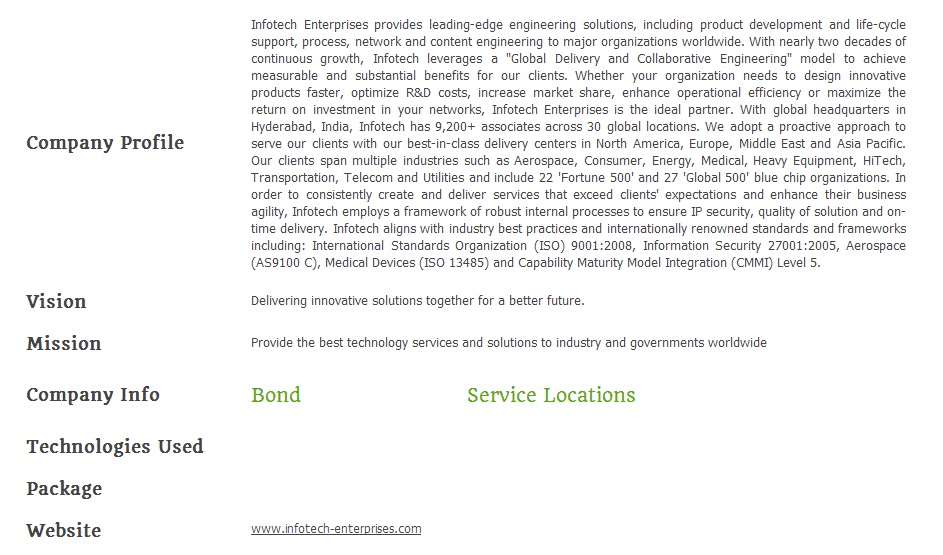 Infotech Enterprises provides leading-edge engineering solutions, including product development and life-cycle
support, process, network and content engineering to major organizations worldwide. With nearly two decades of
continuous growth, Infotech leverages a "Global Delivery and Collaborative Engineering" model to achieve
measurable and substantial benefits for our clients. Whether your organization needs to design innovative
products faster, optimize R&D costs, increase market share, enhance operational efficiency or maximize the
return on investment in your networks, Infotech Enterprises is the ideal partner. With global headquarters in
Hyderabad, India, Infotech has 9,200+ associates across 30 global locations. We adopt a proactive approach to
Company Profile
serve our clients with our best-in-class delivery centers in North America, Europe, Middle East and Asia Pacific.
Our clients span multiple industries such as Aerospace, Consumer, Energy, Medical, Heavy Equipment, HiTech,
Transportation, Telecom and Utilities and include 22 'Fortune 500' and 27 'Global 500' blue chip organizations. In
order to consistently create and deliver services that exceed clients' expectations and enhance their business
agility, Infotech employs a framework of robust internal processes to ensure IP security, quality of solution and on-
time delivery. Infotech aligns with industry best practices and internationally renowned standards and frameworks
including: International Standards Organization (ISO) 9001:2008, Information Security 27001:2005, Aerospace
(AS9100 C), Medical Devices (ISO 13485) and Capability Maturity Model Integration (CMMI) Level 5.
Vision Delivering innovative solutions together for a better future.
Mission Provide the best technology services and solutions to industry and governments worldwide
Company Info Bond Service Locations
Technologies Used
Package
Website www.infotech-enterprises.com